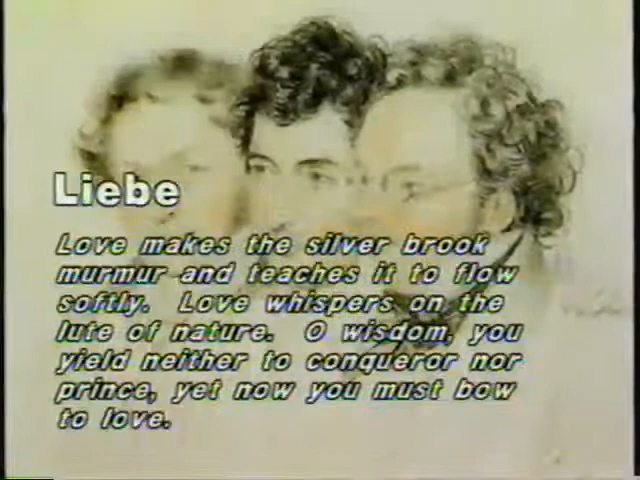 Liebe
Love makes the silver brook
murmur and teaches it to flow
softly. Love whispers on the
lute of nature. O wisdom, you
yield neither to conqueror nor
prince, yet now you must bow
to love.